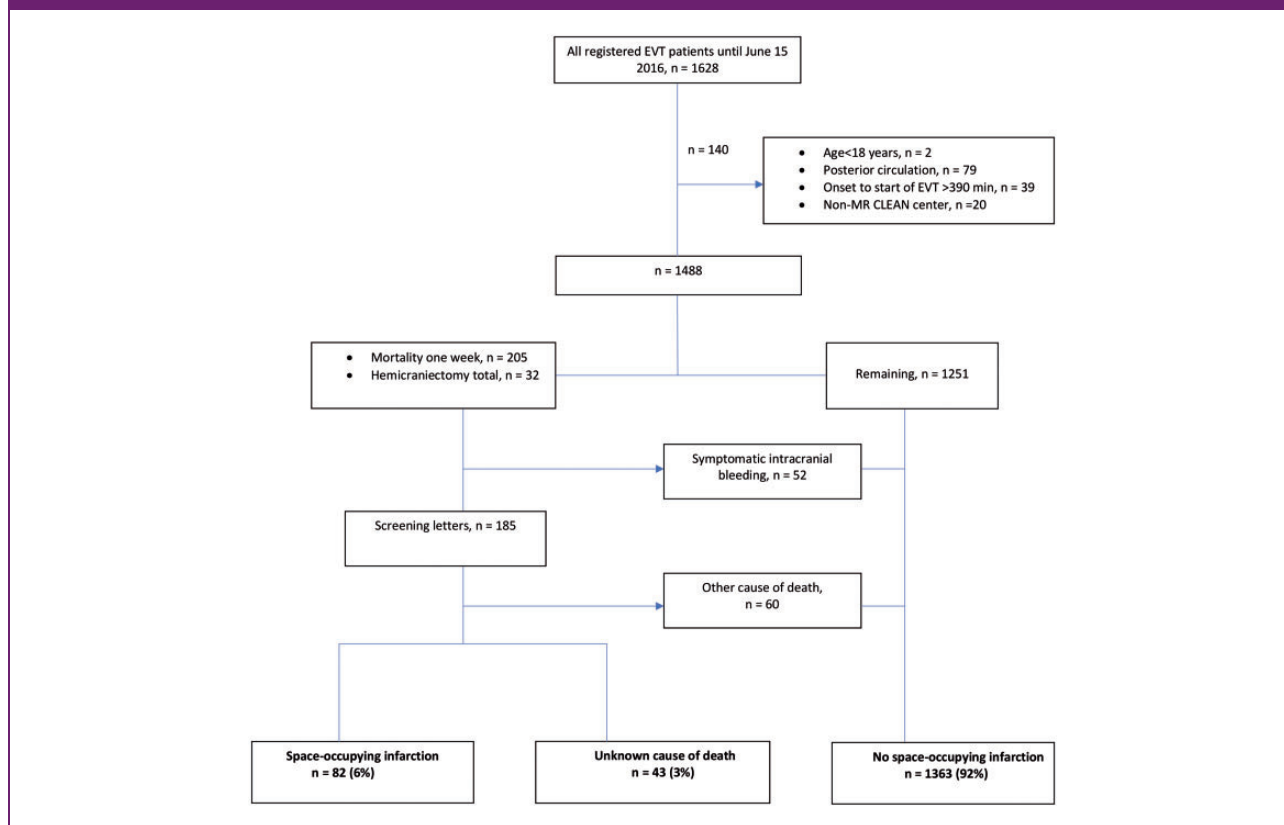 All registered EVT patients until June 15
2016, n = 1628
n = 140
• Age<18 years, n = 2
• Posterior circulation, n = 79
• Onset to start of EVT >390 min, n = 39
• Non-MR CLEAN center, n =20
n = 1488
• Mortality one week, n = 205
• Hemicraniectomy total, n = 32
Remaining, n = 1251
Symptomatic intracranial
bleeding, n = 52
Screening letters, n = 185
Other cause of death,
n = 60
Space-occupying infarction
n = 82 (6%)
Unknown cause of death
n = 43 (3%)
No space-occupying infarction
n = 1363 (92%)